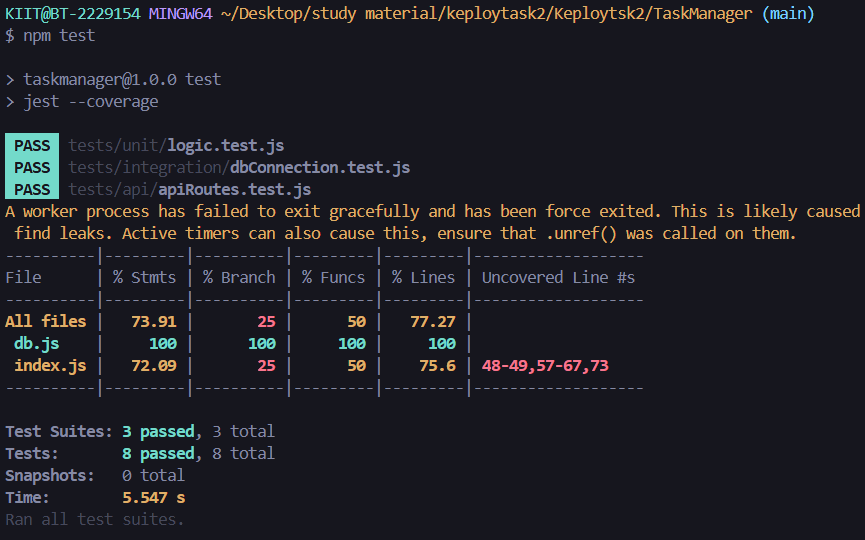 KIIT@BT-2229154 MINGW64 ~/Desktop/study material/keploytask2/Keploytsk2/TaskManager (main)
$ npm test
> taskmanager@1.0.0 test
> jest --coverage
PASS tests/unit/logic.test.js
PASS tests/integration/dbConnection.test.js
PASS tests/api/apiRoutes.test.js
A worker process has failed to exit gracefully and has been force exited. This is likely caused
find leaks. Active timers can also cause this, ensure that .unref() was called on them.
----------|---------|----------|---------|---------|-------------------
File      | % Stmts | % Branch | % Funcs | % Lines | Uncovered Line #s
----------|---------|----------|---------|---------|-------------------
All files |   73.91 |       25 |      50 |   77.27 |
 db.js    |     100 |      100 |     100 |     100 |
 index.js |   72.09 |       25 |      50 |    75.6 | 48-49,57-67,73
----------|---------|----------|---------|---------|-------------------
Test Suites: 3 passed, 3 total
Tests:       8 passed, 8 total
Snapshots:   0 total
Time:        5.547 s
Ran all test suites.